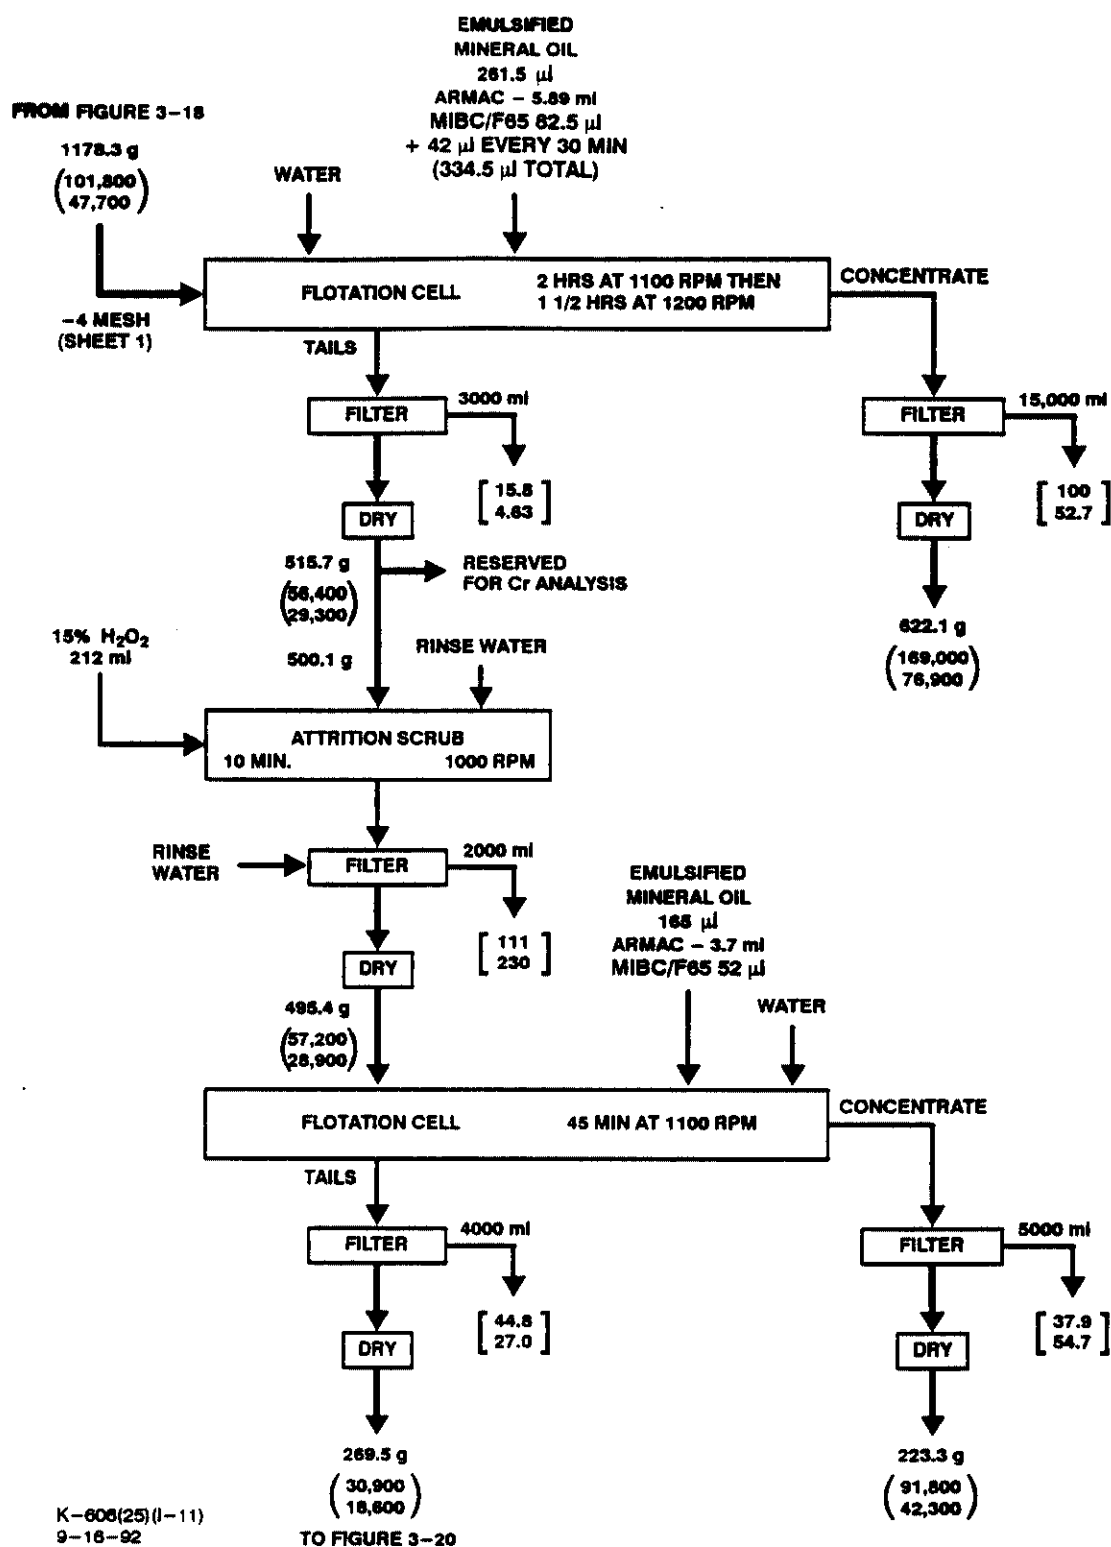 EMULSIFIED
MINERAL OIL
261.5 µl
ARMAC – 5.89 ml
MIBC/F65 82.5 µl
+ 42 µl EVERY 30 MIN
(334.5 µl TOTAL)
FROM FIGURE 3–18
1178.3 g
(101,800
47,700)
WATER
–4 MESH
(SHEET 1)
FLOTATION CELL
2 HRS AT 1100 RPM THEN
1 1/2 HRS AT 1200 RPM
CONCENTRATE
TAILS
FILTER
3000 ml
[15.8
4.63]
DRY
FILTER
15,000 ml
[100
52.7]
DRY
622.1 g
(169,000
76,900)
515.7 g
(56,400
29,300)
RESERVED
FOR Cr ANALYSIS
500.1 g
15% H₂O₂
212 ml
RINSE WATER
ATTRITION SCRUB
10 MIN. 1000 RPM
RINSE
WATER
FILTER
2000 ml
[111
230]
DRY
495.4 g
(57,200
28,900)
EMULSIFIED
MINERAL OIL
165 µl
ARMAC – 3.7 ml
MIBC/F65 52 µl
WATER
FLOTATION CELL 45 MIN AT 1100 RPM
CONCENTRATE
TAILS
FILTER
4000 ml
[44.8
27.0]
DRY
269.5 g
(30,900
18,600)
TO FIGURE 3–20
FILTER
5000 ml
[37.9
54.7]
DRY
223.3 g
(91,800
42,300)
K–606(25)(I–11)
9–16–92